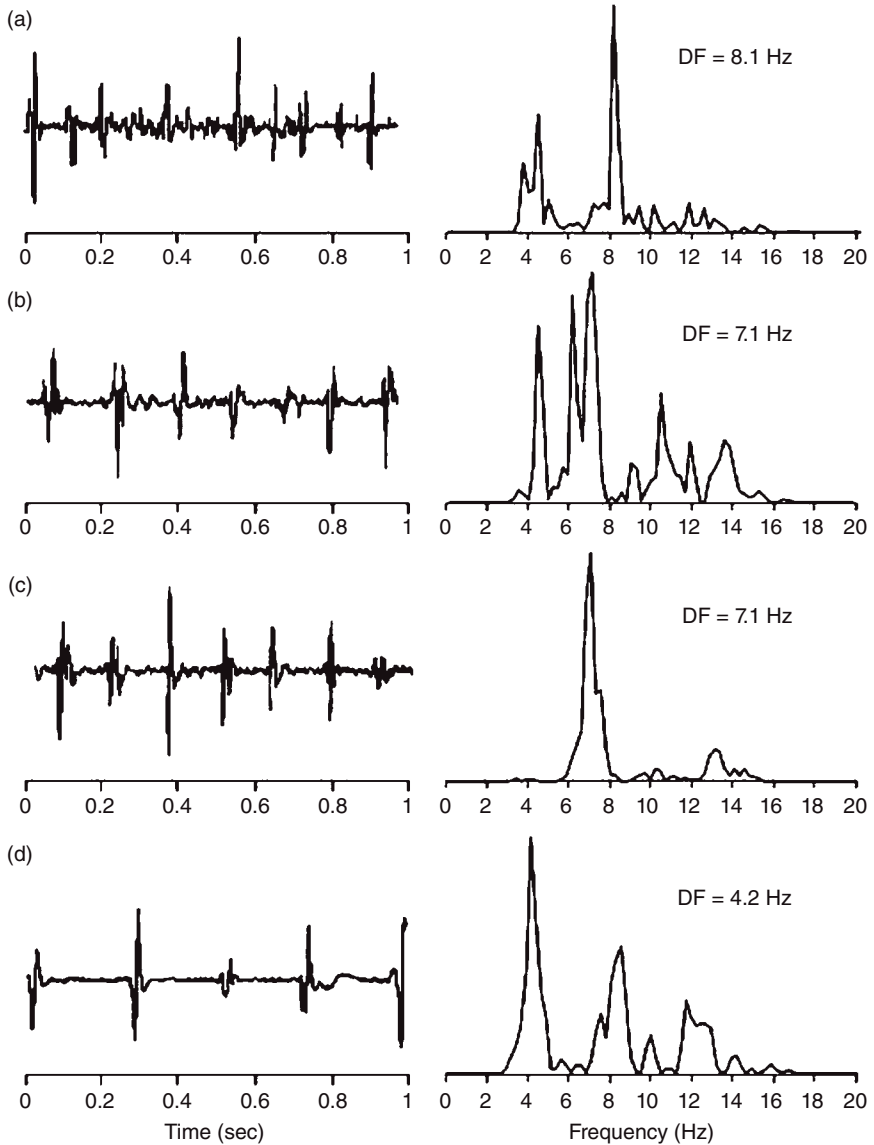 (a)
DF = 8.1 Hz
0 0.2 0.4 0.6 0.8 1
0 2 4 6 8 10 12 14 16 18 20
(b)
DF = 7.1 Hz
0 0.2 0.4 0.6 0.8 1
0 2 4 6 8 10 12 14 16 18 20
(c)
DF = 7.1 Hz
0 0.2 0.4 0.6 0.8 1
0 2 4 6 8 10 12 14 16 18 20
(d)
DF = 4.2 Hz
0 0.2 0.4 0.6 0.8 1
0 2 4 6 8 10 12 14 16 18 20
Time (sec)
Frequency (Hz)